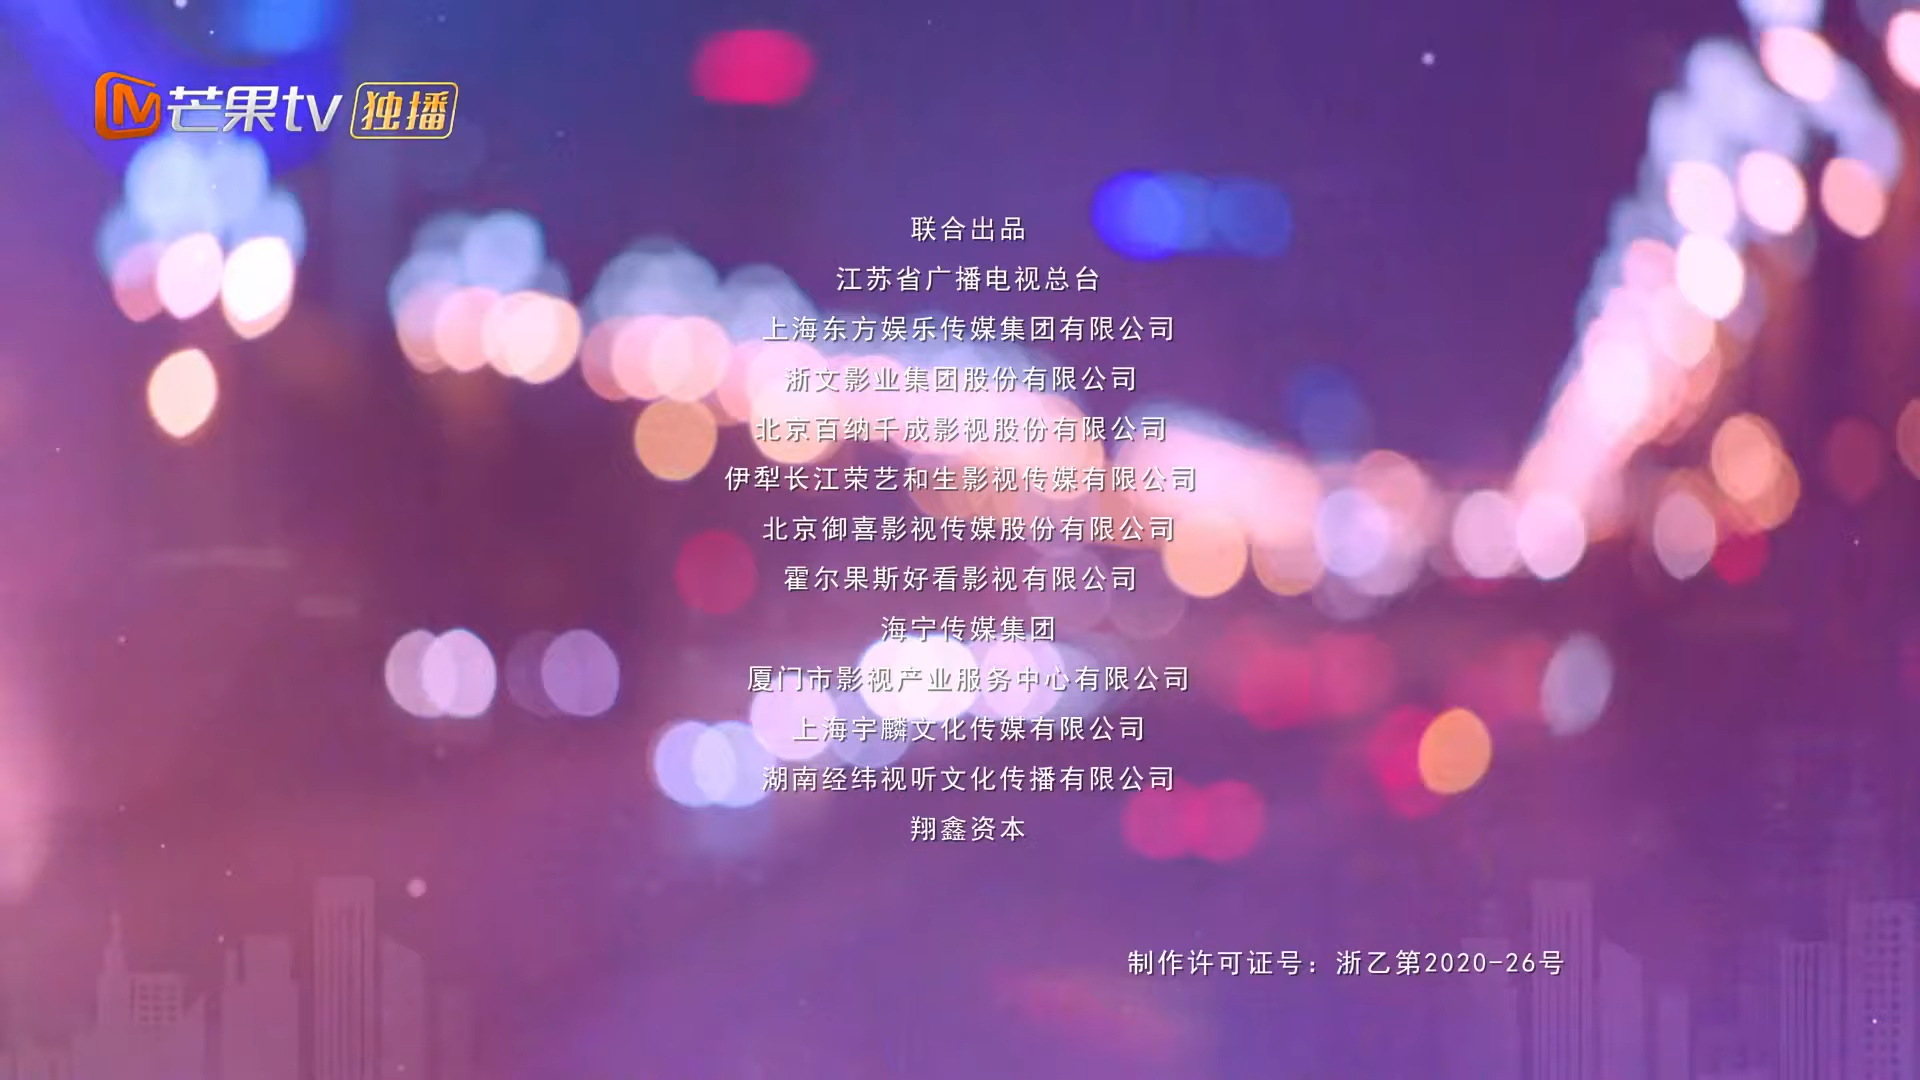 芒果tv 独播
联合出品
江苏省广播电视总台
上海东方娱乐传媒集团有限公司
浙文影业集团股份有限公司
北京百纳千成影视股份有限公司
伊犁长江荣艺和生影视传媒有限公司
北京御喜影视传媒股份有限公司
霍尔果斯好看影视有限公司
海宁传媒集团
厦门市影视产业服务中心有限公司
上海宇麟文化传媒有限公司
湖南经纬视听文化传播有限公司
翔鑫资本
制作许可证号：浙乙第2020-26号